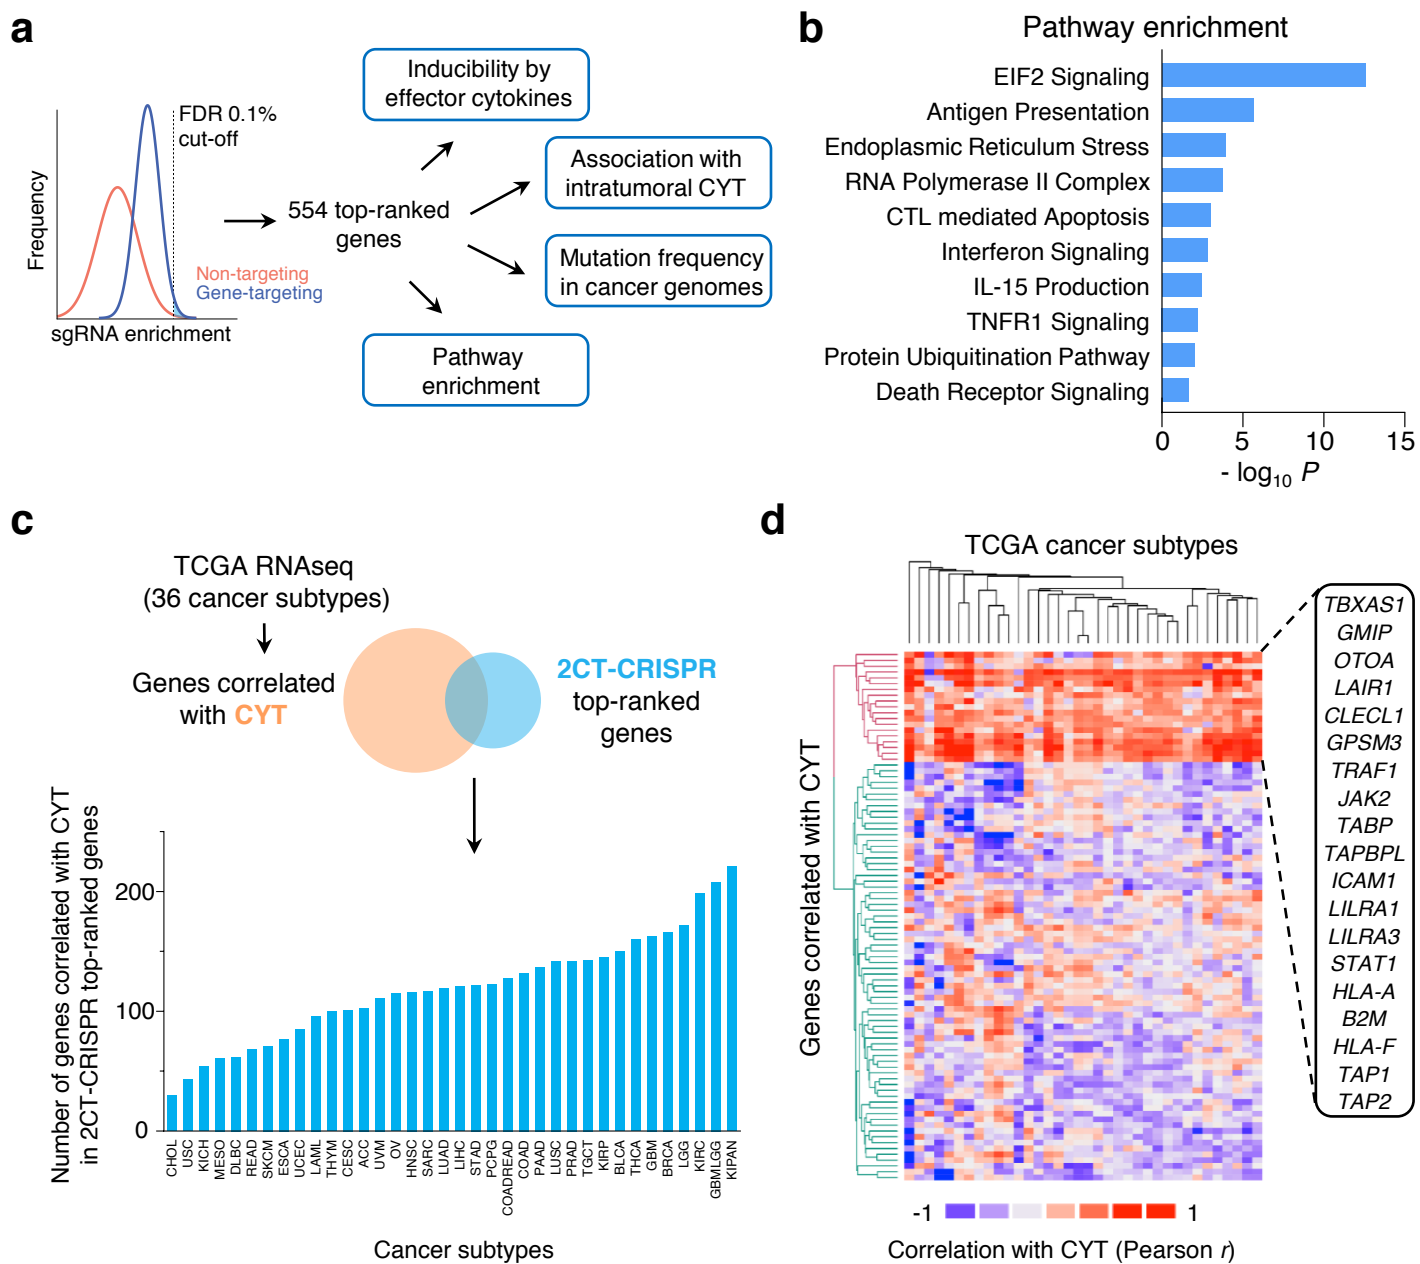 a
FDR 0.1%
cut-off
Frequency
Non-targeting
Gene-targeting
sgRNA enrichment
554 top-ranked
genes
Inducibility by
effector cytokines
Association with
intratumoral CYT
Mutation frequency
in cancer genomes
Pathway
enrichment
b
Pathway enrichment
EIF2 Signaling
Antigen Presentation
Endoplasmic Reticulum Stress
RNA Polymerase II Complex
CTL mediated Apoptosis
Interferon Signaling
IL-15 Production
TNFR1 Signaling
Protein Ubiquitination Pathway
Death Receptor Signaling
0 5 10 15
- log10 P
c
TCGA RNAseq
(36 cancer subtypes)
Genes correlated
with CYT
2CT-CRISPR
top-ranked
genes
Number of genes correlated with CYT
in 2CT-CRISPR top-ranked genes
200
100
0
CHOL
USC
KICH
MESO
DLBC
READ
SKCM
ESCA
UCEC
LAML
THYM
CESC
ACC
UVM
OV
HNSC
SARC
LUAD
LIHC
STAD
PCPG
COADREAD
COAD
PAAD
LUSC
PRAD
TGCT
KIRP
BLCA
THCA
GBM
BRCA
LGG
KIRC
GBMLGG
KIPAN
Cancer subtypes
d
TCGA cancer subtypes
Genes correlated with CYT
TBXAS1
GMIP
OTOA
LAIR1
CLECL1
GPSM3
TRAF1
JAK2
TABP
TAPBPL
ICAM1
LILRA1
LILRA3
STAT1
HLA-A
B2M
HLA-F
TAP1
TAP2
-1 1
Correlation with CYT (Pearson r)